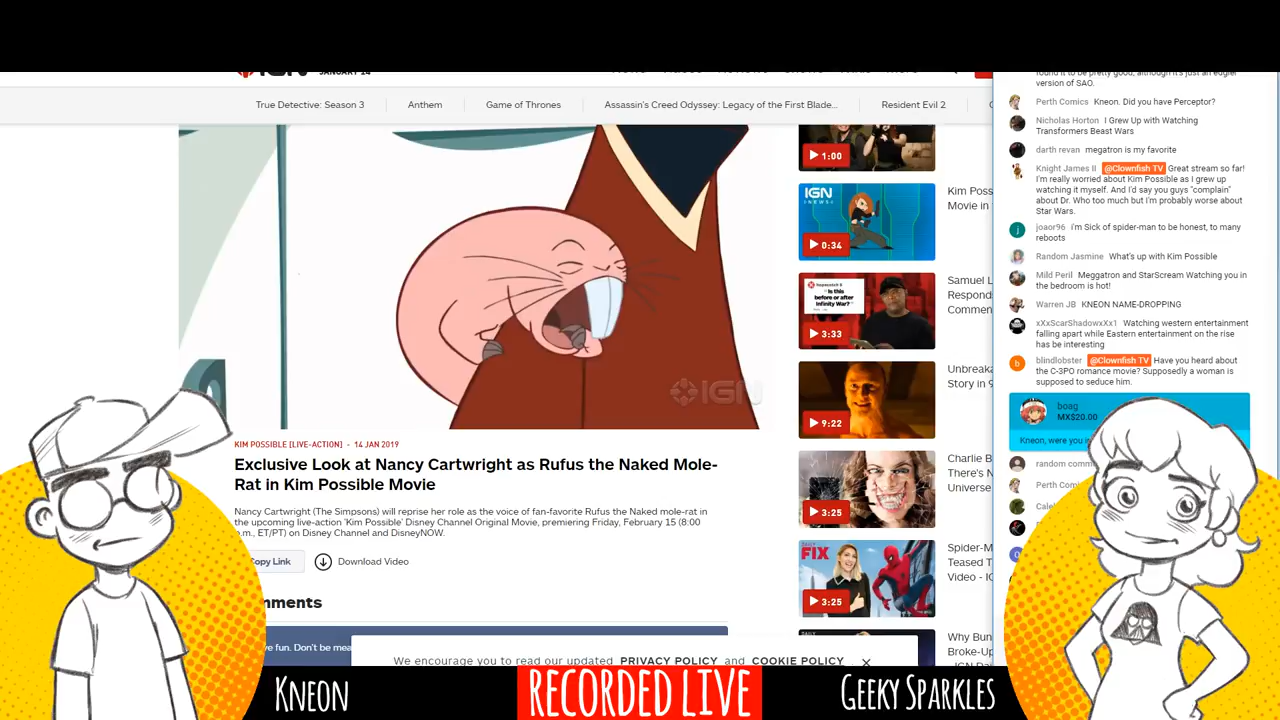 IGN JANUARY 14
True Detective: Season 3
Anthem
Game of Thrones
Assassin's Creed Odyssey: Legacy of the First Blade...
Resident Evil 2
IGN
KIM POSSIBLE [LIVE-ACTION] - 14 JAN 2019
Exclusive Look at Nancy Cartwright as Rufus the Naked Mole-
Rat in Kim Possible Movie
Nancy Cartwright (The Simpsons) will reprise her role as the voice of fan-favorite Rufus the Naked mole-rat in
the upcoming live-action 'Kim Possible' Disney Channel Original Movie, premiering Friday, February 15 (8:00
.m., ET/PT) on Disney Channel and DisneyNOW.
opy Link
Download Video
mments
ve fun. Don't be mea
We encourage you to read our updated PRIVACY POLICY and COOKIE POLICY
1:00
IGN
NEWS
0:34
Kim Poss
Movie in
"Is this
before or after
Infinity War?"
3:33
Samuel L
Respond
Commen
9:22
Unbreaka
Story in 9
3:25
Charlie B
There's N
Universe
DAILY
FIX
3:25
Spider-M
Teased T
Video - IG
Why Bun
Broke-Up
found it to be pretty good, although it's just an edgier
version of SAO.
Perth Comics Kneon. Did you have Perceptor?
Nicholas Horton I Grew Up with Watching
Transformers Beast Wars
darth revan megatron is my favorite
Knight James II @Clownfish TV Great stream so far!
I'm really worried about Kim Possible as I grew up
watching it myself. And I'd say you guys "complain"
about Dr. Who too much but I'm probably worse about
Star Wars.
joaor96 i'm Sick of spider-man to be honest, to many
reboots
Random Jasmine What's up with Kim Possible
Mild Peril Meggatron and StarScream Watching you in
the bedroom is hot!
Warren JB KNEON NAME-DROPPING
xXxScarShadowxXx1 Watching western entertainment
falling apart while Eastern entertainment on the rise
has be interesting
blindlobster @Clownfish TV Have you heard about
the C-3PO romance movie? Supposedly a woman is
supposed to seduce him.
boag
MX$20.00
Kneon, were you i
random comm
Perth Com
Cale
KNEON
RECORDED LIVE
GEEKY SPARKLES